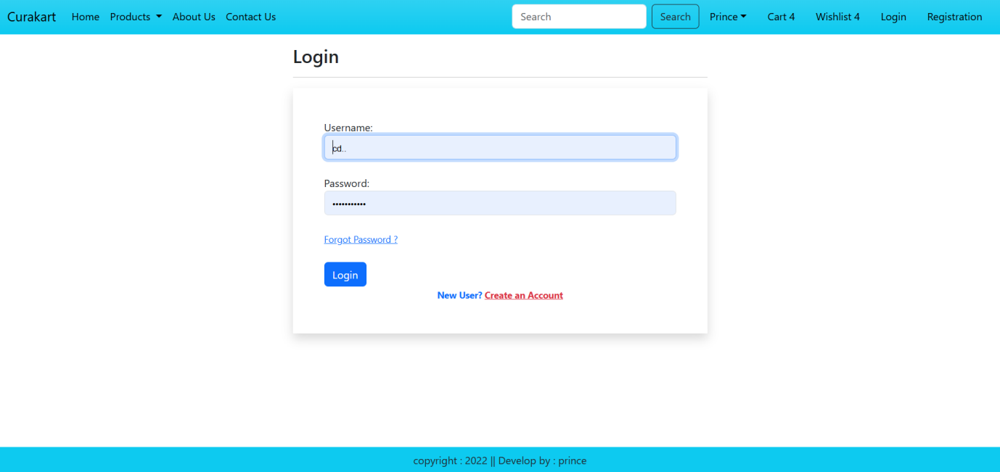 Curakart Home Products About Us Contact Us Search Search Prince Cart 4 Wishlist 4 Login Registration
Login
Username:
cd..
Password:
•••••••••••
Forgot Password ?
Login
New User? Create an Account
copyright : 2022 || Develop by : prince